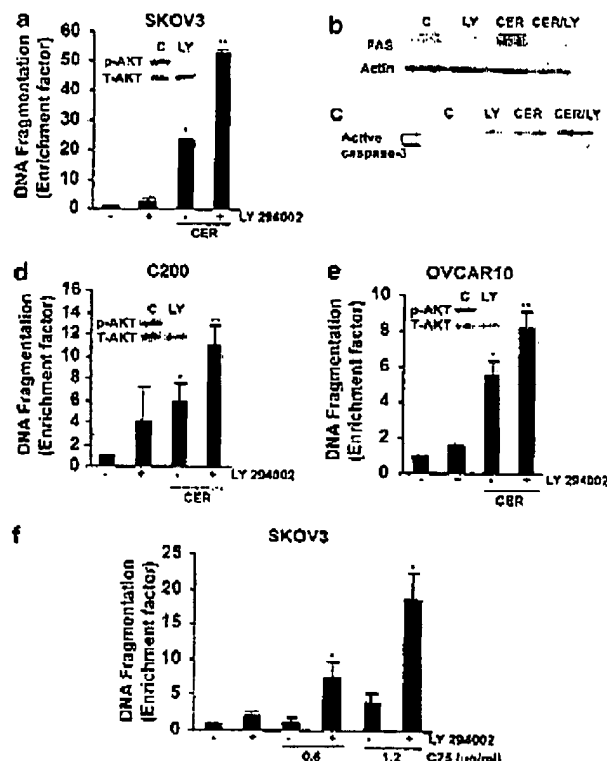 a
SKOV3
DNA Fragmentation
(Enrichment factor)
60
50
40
30
20
10
0
C LY
p-AKT
T-AKT
*
**
- + - + LY 294002
CER
b
C LY CER CER/LY
FAS
Actin
c
C LY CER CER/LY
Active
caspase-3
d
C200
DNA Fragmentation
(Enrichment factor)
16
14
12
10
8
6
4
2
0
C LY
p-AKT
T-AKT
*
**
- + - + LY 294002
CER
e
OVCAR10
DNA Fragmentation
(Enrichment factor)
10
8
6
4
2
0
C LY
p-AKT
T-AKT
*
**
- - + LY 294002
CER
f
SKOV3
DNA Fragmentation
(Enrichment factor)
25
20
15
10
5
0
*
*
- + - + - + LY 294002
0.6 1.2 C75 (µg/ml)